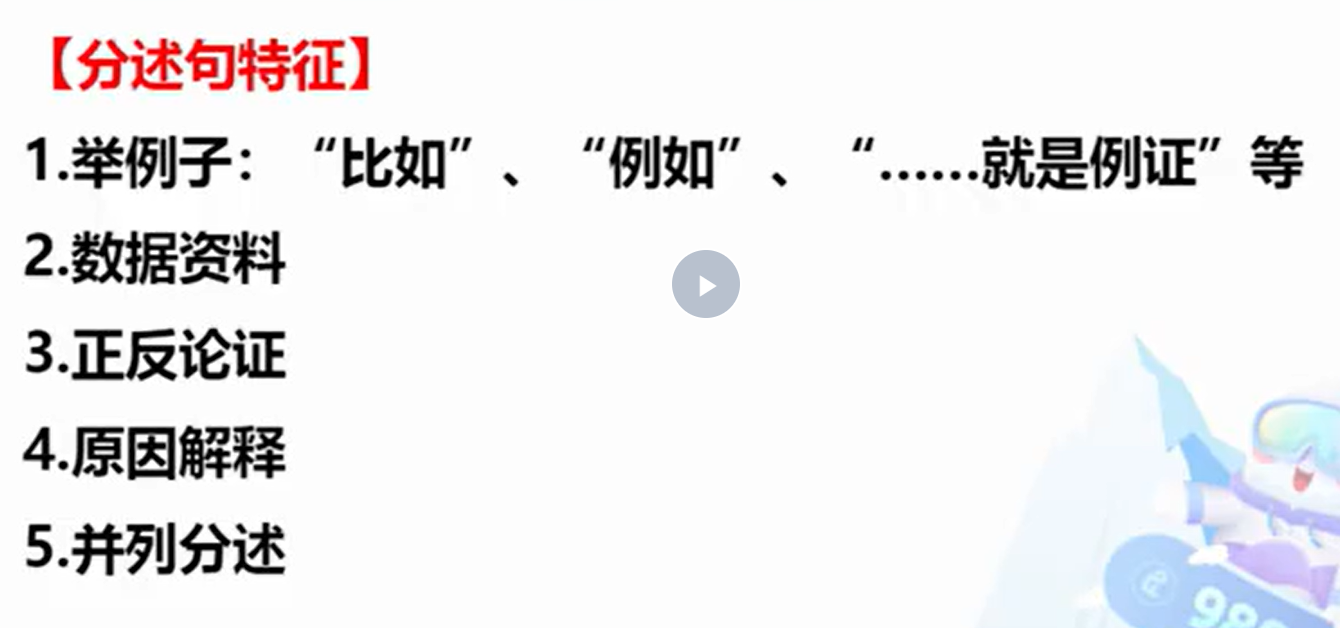 【分述句特征】
1.举例子：“比如”、“例如”、“……就是例证”等
2.数据资料
3.正反论证
4.原因解释
5.并列分述